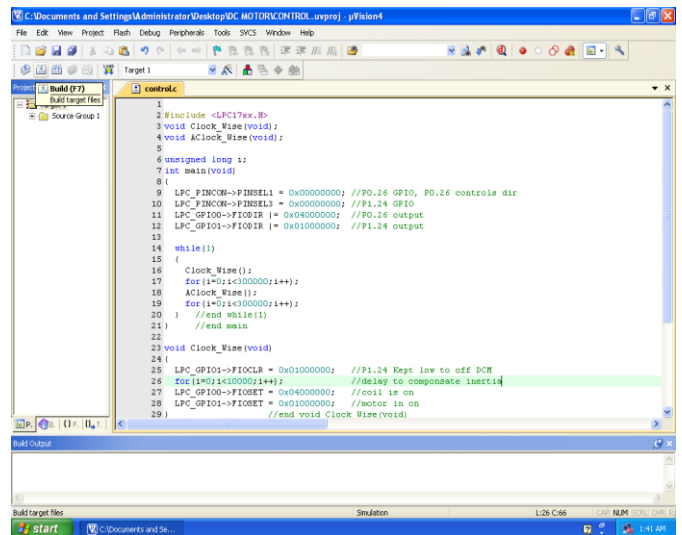 C:\Documents and Settings\Administrator\Desktop\DC MOTOR\CONTROL.uvproj - µVision4
File Edit View Project Flash Debug Peripherals Tools SVCS Window Help
Target 1
Project
Build (F7)
Build target files
control.c
Source Group 1
1
2 #include <LPC17xx.H>
3 void Clock_Wise(void);
4 void AClock_Wise(void);
5
6 unsigned long i;
7 int main(void)
8 {
9 LPC_PINCON->PINSEL1 = 0x00000000; //P0.26 GPIO, P0.26 controls dir
10 LPC_PINCON->PINSEL3 = 0x00000000; //P1.24 GPIO
11 LPC_GPIO0->FIODIR |= 0x04000000; //P0.26 output
12 LPC_GPIO1->FIODIR |= 0x01000000; //P1.24 output
13
14 while(1)
15 {
16 Clock_Wise();
17 for(i=0;i<300000;i++);
18 AClock_Wise();
19 for(i=0;i<300000;i++);
20 } //end while(1)
21 } //end main
22
23 void Clock_Wise(void)
24 {
25 LPC_GPIO1->FIOCLR = 0x01000000; //P1.24 Kept low to off DCM
26 for(i=0;i<10000;i++); //delay to componsate inertia
27 LPC_GPIO0->FIOSET = 0x04000000; //coil is on
28 LPC_GPIO1->FIOSET = 0x01000000; //motor in on
29 } //end void Clock_Wise(void)
P. B. {} F. 0 T.
Build Output
Build target files Simulation L:26 C:66 CAP NUM SCRL OVR R/
start C:\Documents and Se... 1:41 AM